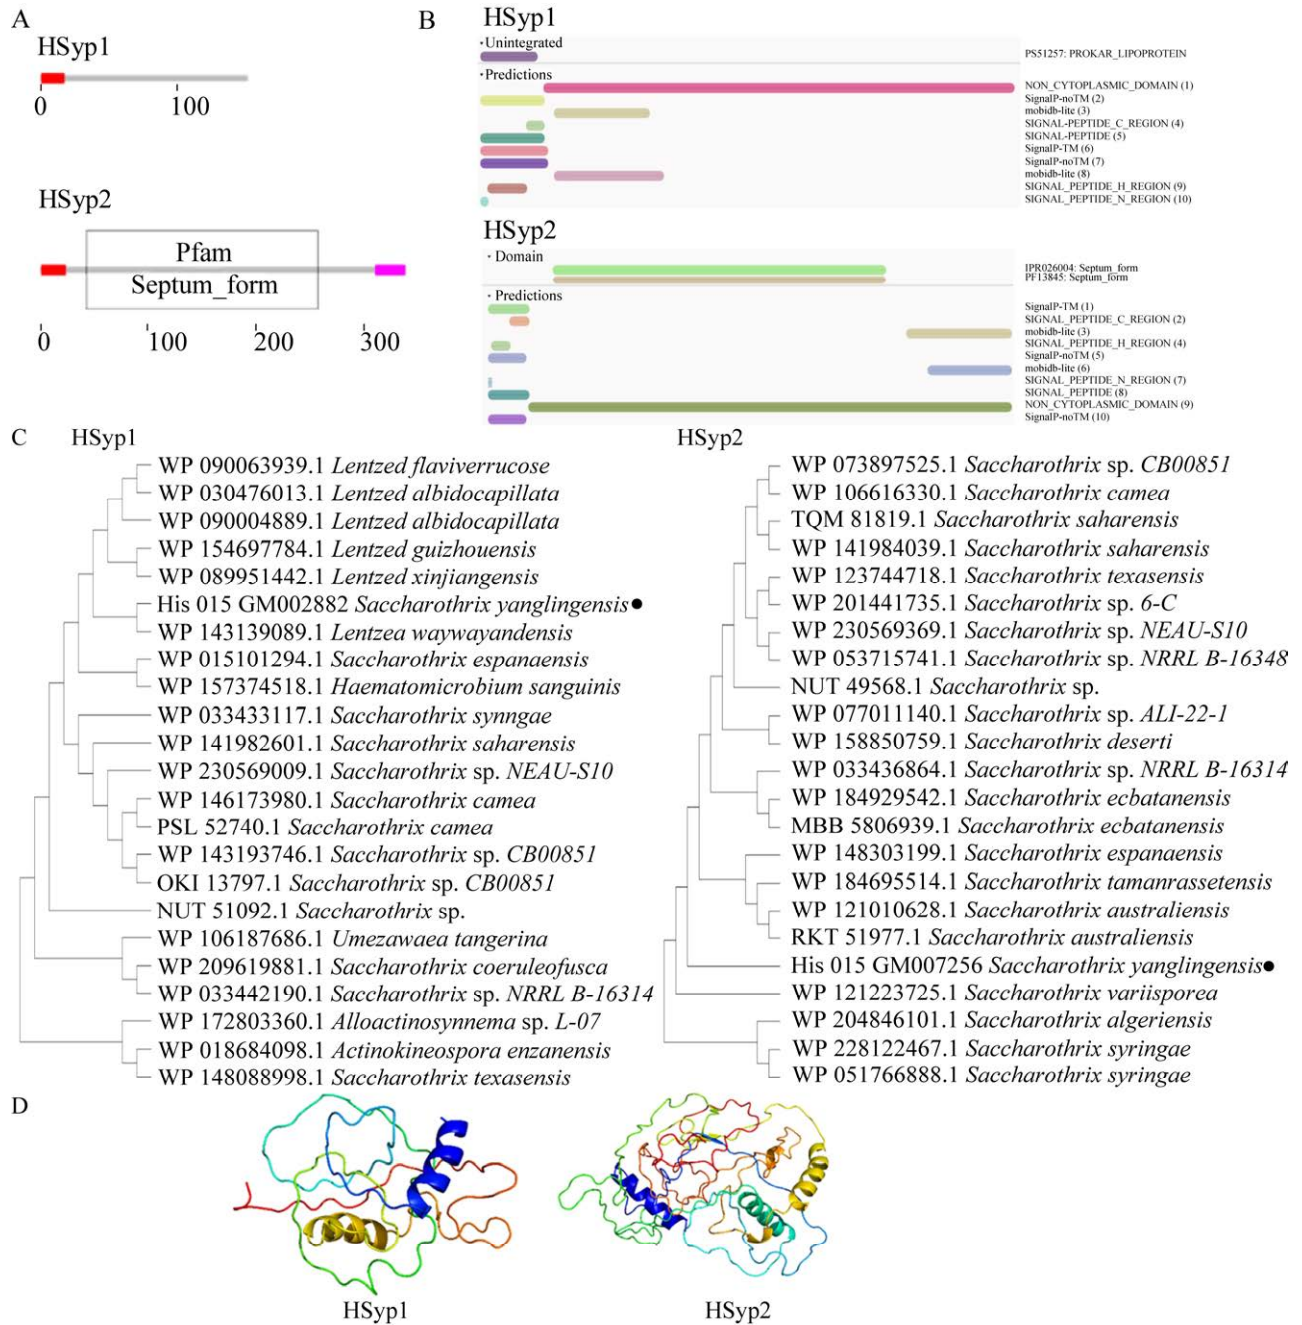 A
HSyp1
0 100
HSyp2
Pfam
Septum_form
0 100 200 300
B
HSyp1
Unintegrated
PS51257: PROKAR_LIPOPROTEIN
Predictions
NON_CYTOPLASMIC_DOMAIN (1)
SignalP-noTM (2)
mobidb-lite (3)
SIGNAL-PEPTIDE_C_REGION (4)
SIGNAL-PEPTIDE (5)
SignalP-TM (6)
SignalP-noTM (7)
mobidb-lite (8)
SIGNAL_PEPTIDE_H_REGION (9)
SIGNAL_PEPTIDE_N_REGION (10)
HSyp2
Domain
IPR026004: Septum_form
PF13845: Septum_form
Predictions
SignalP-TM (1)
SIGNAL_PEPTIDE_C_REGION (2)
mobidb-lite (3)
SIGNAL_PEPTIDE_H_REGION (4)
SignalP-noTM (5)
mobidb-lite (6)
SIGNAL_PEPTIDE_N_REGION (7)
SIGNAL_PEPTIDE (8)
NON_CYTOPLASMIC_DOMAIN (9)
SignalP-noTM (10)
C
HSyp1
WP 090063939.1 Lentzed flaviverrucose
WP 030476013.1 Lentzed albidocapillata
WP 090004889.1 Lentzed albidocapillata
WP 154697784.1 Lentzed guizhouensis
WP 089951442.1 Lentzed xinjiangensis
His 015 GM002882 Saccharothrix yanglingensis●
WP 143139089.1 Lentzea waywayandensis
WP 015101294.1 Saccharothrix espanaensis
WP 157374518.1 Haematomicrobium sanguinis
WP 033433117.1 Saccharothrix synngae
WP 141982601.1 Saccharothrix saharensis
WP 230569009.1 Saccharothrix sp. NEAU-S10
WP 146173980.1 Saccharothrix camea
PSL 52740.1 Saccharothrix camea
WP 143193746.1 Saccharothrix sp. CB00851
OKI 13797.1 Saccharothrix sp. CB00851
NUT 51092.1 Saccharothrix sp.
WP 106187686.1 Umezawaea tangerina
WP 209619881.1 Saccharothrix coeruleofusca
WP 033442190.1 Saccharothrix sp. NRRL B-16314
WP 172803360.1 Alloactinosynnema sp. L-07
WP 018684098.1 Actinokineospora enzanensis
WP 148088998.1 Saccharothrix texasensis
HSyp2
WP 073897525.1 Saccharothrix sp. CB00851
WP 106616330.1 Saccharothrix camea
TQM 81819.1 Saccharothrix saharensis
WP 141984039.1 Saccharothrix saharensis
WP 123744718.1 Saccharothrix texasensis
WP 201441735.1 Saccharothrix sp. 6-C
WP 230569369.1 Saccharothrix sp. NEAU-S10
WP 053715741.1 Saccharothrix sp. NRRL B-16348
NUT 49568.1 Saccharothrix sp.
WP 077011140.1 Saccharothrix sp. ALI-22-1
WP 158850759.1 Saccharothrix deserti
WP 033436864.1 Saccharothrix sp. NRRL B-16314
WP 184929542.1 Saccharothrix ecbatanensis
MBB 5806939.1 Saccharothrix ecbatanensis
WP 148303199.1 Saccharothrix espanaensis
WP 184695514.1 Saccharothrix tamanrassetensis
WP 121010628.1 Saccharothrix australiensis
RKT 51977.1 Saccharothrix australiensis
His 015 GM007256 Saccharothrix yanglingensis●
WP 121223725.1 Saccharothrix variisporea
WP 204846101.1 Saccharothrix algeriensis
WP 228122467.1 Saccharothrix syringae
WP 051766888.1 Saccharothrix syringae
D
HSyp1
HSyp2